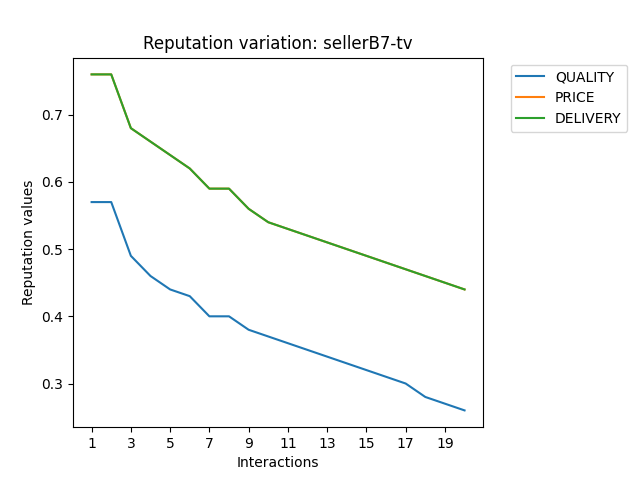 Reputation variation: sellerB7-tv
QUALITY
PRICE
DELIVERY
0.7
0.6
0.5
0.4
0.3
Reputation values
1 3 5 7 9 11 13 15 17 19
Interactions